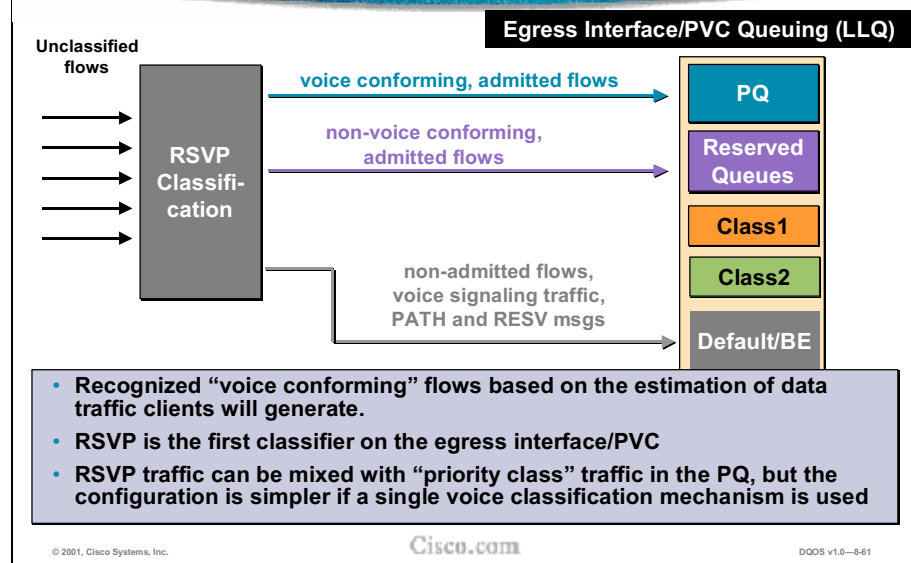 Egress Interface/PVC Queuing (LLQ)
Unclassified
flows
RSVP
Classifi-
cation
voice conforming, admitted flows
non-voice conforming,
admitted flows
non-admitted flows,
voice signaling traffic,
PATH and RESV msgs
PQ
Reserved
Queues
Class1
Class2
Default/BE
• Recognized “voice conforming” flows based on the estimation of data
traffic clients will generate.
• RSVP is the first classifier on the egress interface/PVC
• RSVP traffic can be mixed with “priority class” traffic in the PQ, but the
configuration is simpler if a single voice classification mechanism is used
© 2001, Cisco Systems, Inc.
Cisco.com
DQOS v1.0—8-61